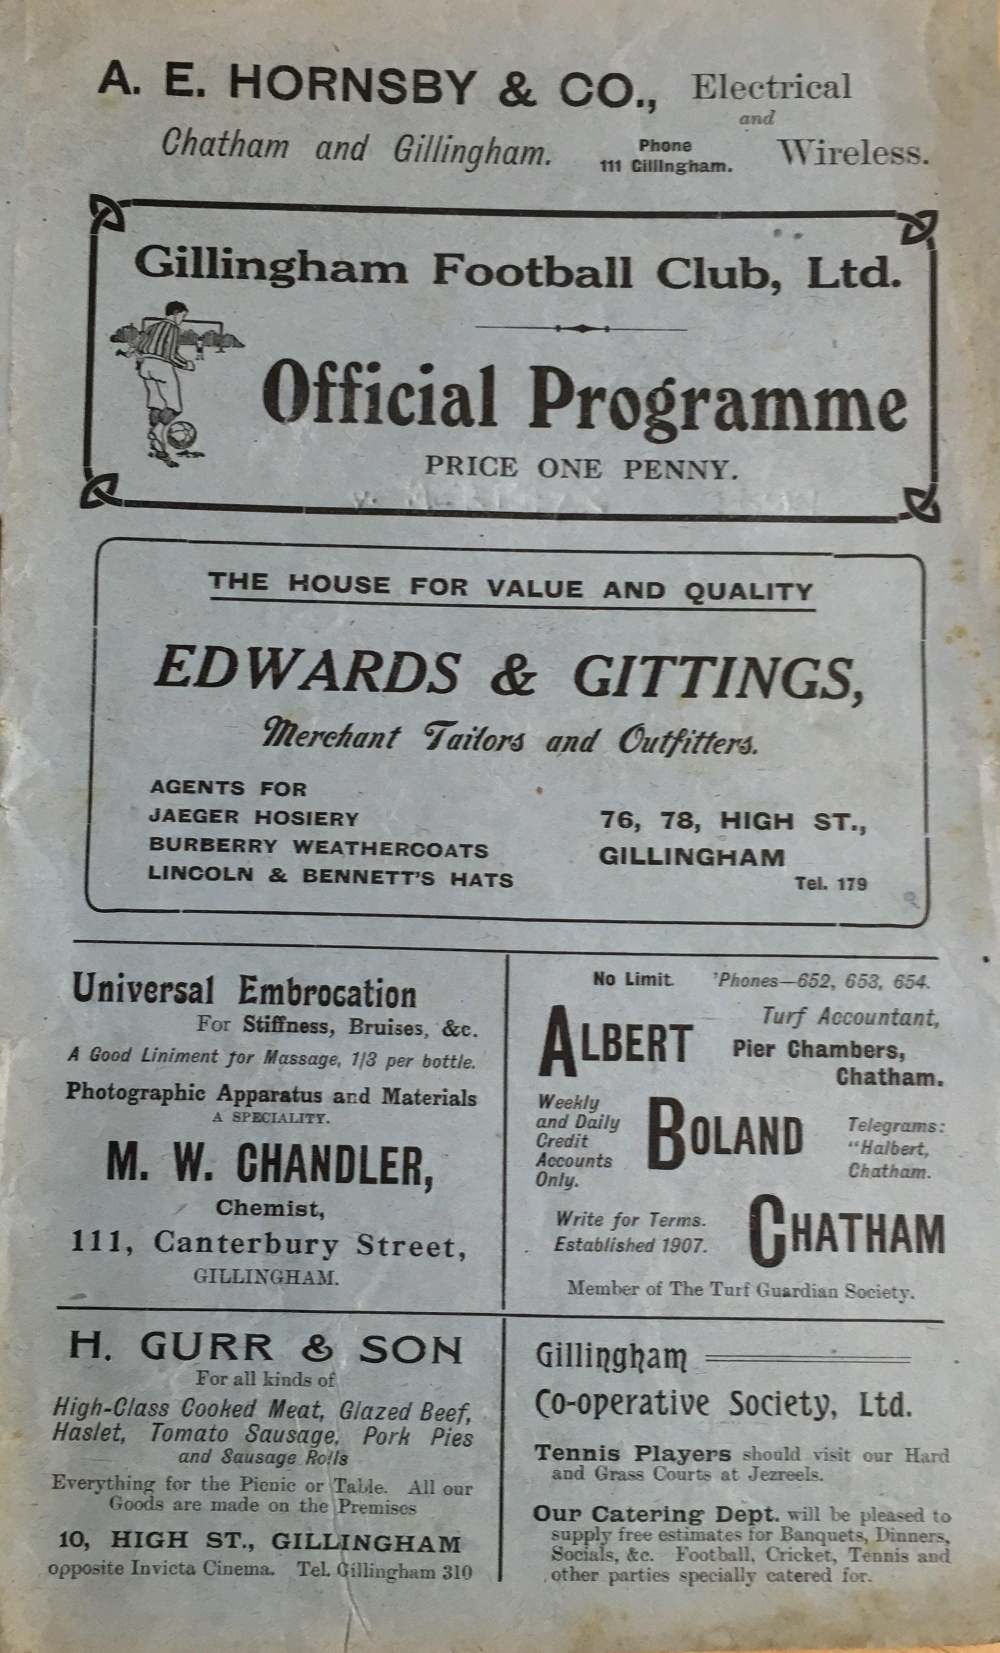 A. E. HORNSBY & CO., Electrical
and
Chatham and Gillingham. Phone 111 Gillingham. Wireless.
Gillingham Football Club, Ltd.
Official Programme
PRICE ONE PENNY.
THE HOUSE FOR VALUE AND QUALITY
EDWARDS & GITTINGS,
Merchant Tailors and Outfitters.
AGENTS FOR
JAEGER HOSIERY
BURBERRY WEATHERCOATS
LINCOLN & BENNETT'S HATS
76, 78, HIGH ST.,
GILLINGHAM
Tel. 179
Universal Embrocation
For Stiffness, Bruises, &c.
A Good Liniment for Massage, 1/3 per bottle.
Photographic Apparatus and Materials
A SPECIALITY.
M. W. CHANDLER,
Chemist,
111, Canterbury Street,
GILLINGHAM.
No Limit. 'Phones—652, 653, 654.
ALBERT
Turf Accountant,
Pier Chambers,
Chatham.
Weekly
and Daily
Credit
Accounts
Only.
BOLAND
Telegrams:
"Halbert,
Chatham.
Write for Terms.
Established 1907.
CHATHAM
Member of The Turf Guardian Society.
H. GURR & SON
For all kinds of
High-Class Cooked Meat, Glazed Beef,
Haslet, Tomato Sausage, Pork Pies
and Sausage Rolls
Everything for the Picnic or Table. All our
Goods are made on the Premises
10, HIGH ST., GILLINGHAM
opposite Invicta Cinema. Tel. Gillingham 310
Gillingham
Co-operative Society, Ltd.
Tennis Players should visit our Hard
and Grass Courts at Jezreels.
Our Catering Dept. will be pleased to
supply free estimates for Banquets, Dinners,
Socials, &c. Football, Cricket, Tennis and
other parties specially catered for.